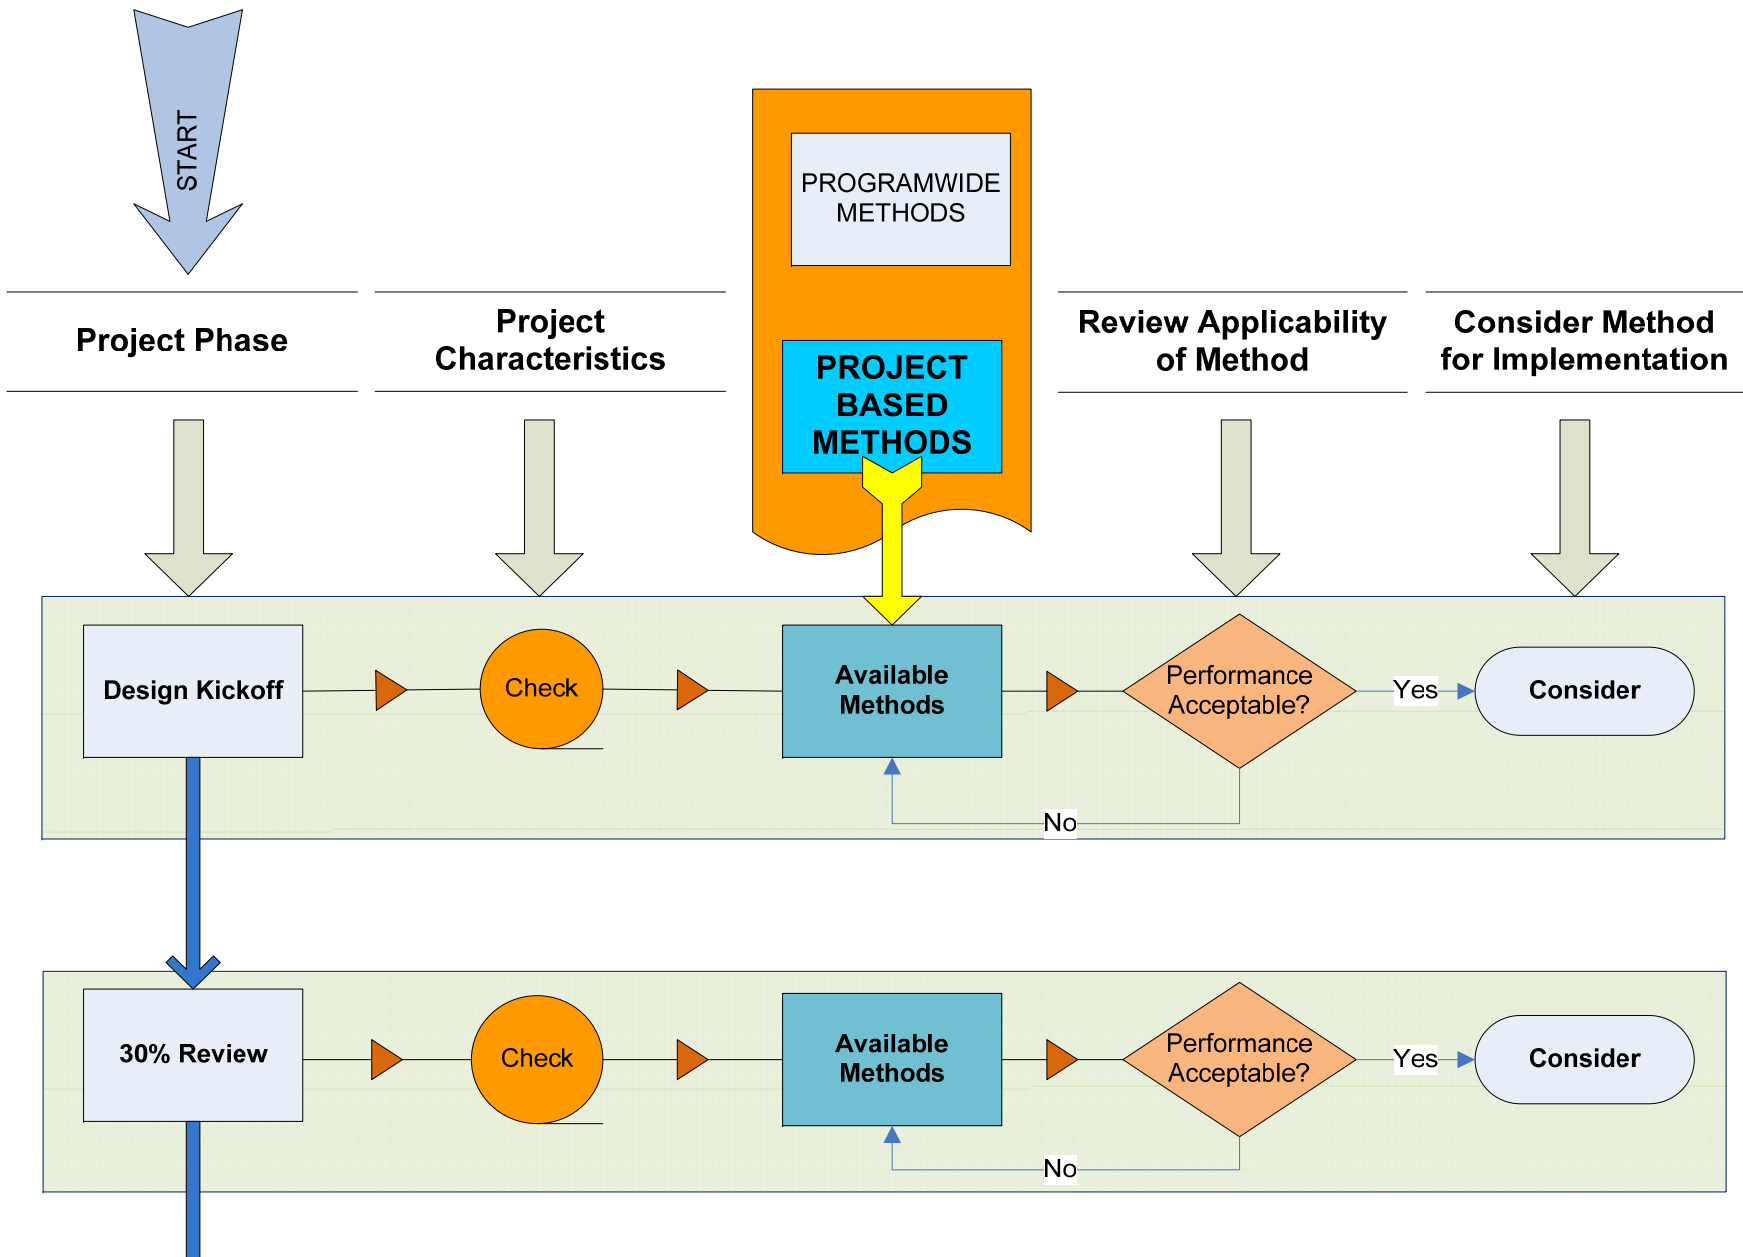 START
PROGRAMWIDE
METHODS
Project Phase
Project
Characteristics
PROJECT
BASED
METHODS
Review Applicability
of Method
Consider Method
for Implementation
Design Kickoff
Check
Available
Methods
Performance
Acceptable?
Yes
Consider
No
30% Review
Check
Available
Methods
Performance
Acceptable?
Yes
Consider
No